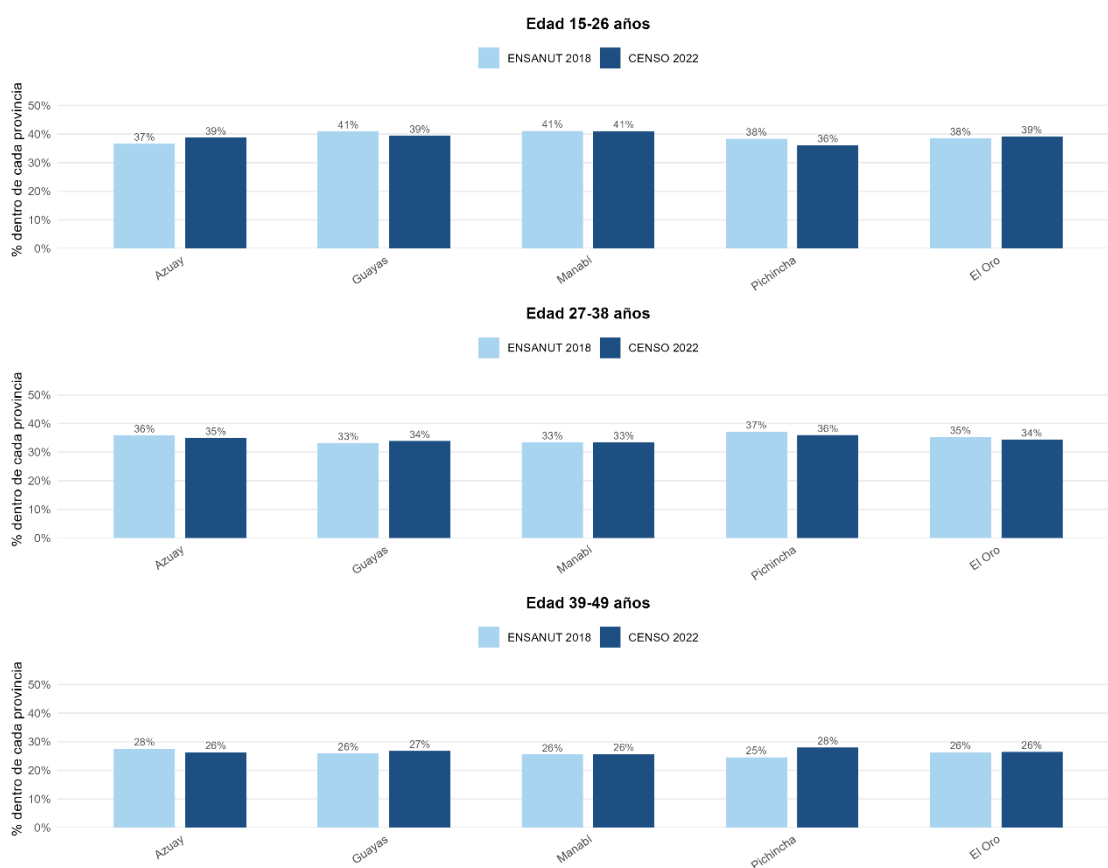 Edad 15-26 años
ENSANUT 2018 CENSO 2022
% dentro de cada provincia
50%
40%
30%
20%
10%
0%
37% 39% 41% 39% 41% 41% 38% 36% 38% 39%
Azuay Guayas Manabí Pichincha El Oro
Edad 27-38 años
ENSANUT 2018 CENSO 2022
% dentro de cada provincia
50%
40%
30%
20%
10%
0%
36% 35% 33% 34% 33% 33% 37% 36% 35% 34%
Azuay Guayas Manabí Pichincha El Oro
Edad 39-49 años
ENSANUT 2018 CENSO 2022
% dentro de cada provincia
50%
40%
30%
20%
10%
0%
28% 26% 26% 27% 26% 26% 25% 28% 26% 26%
Azuay Guayas Manabí Pichincha El Oro